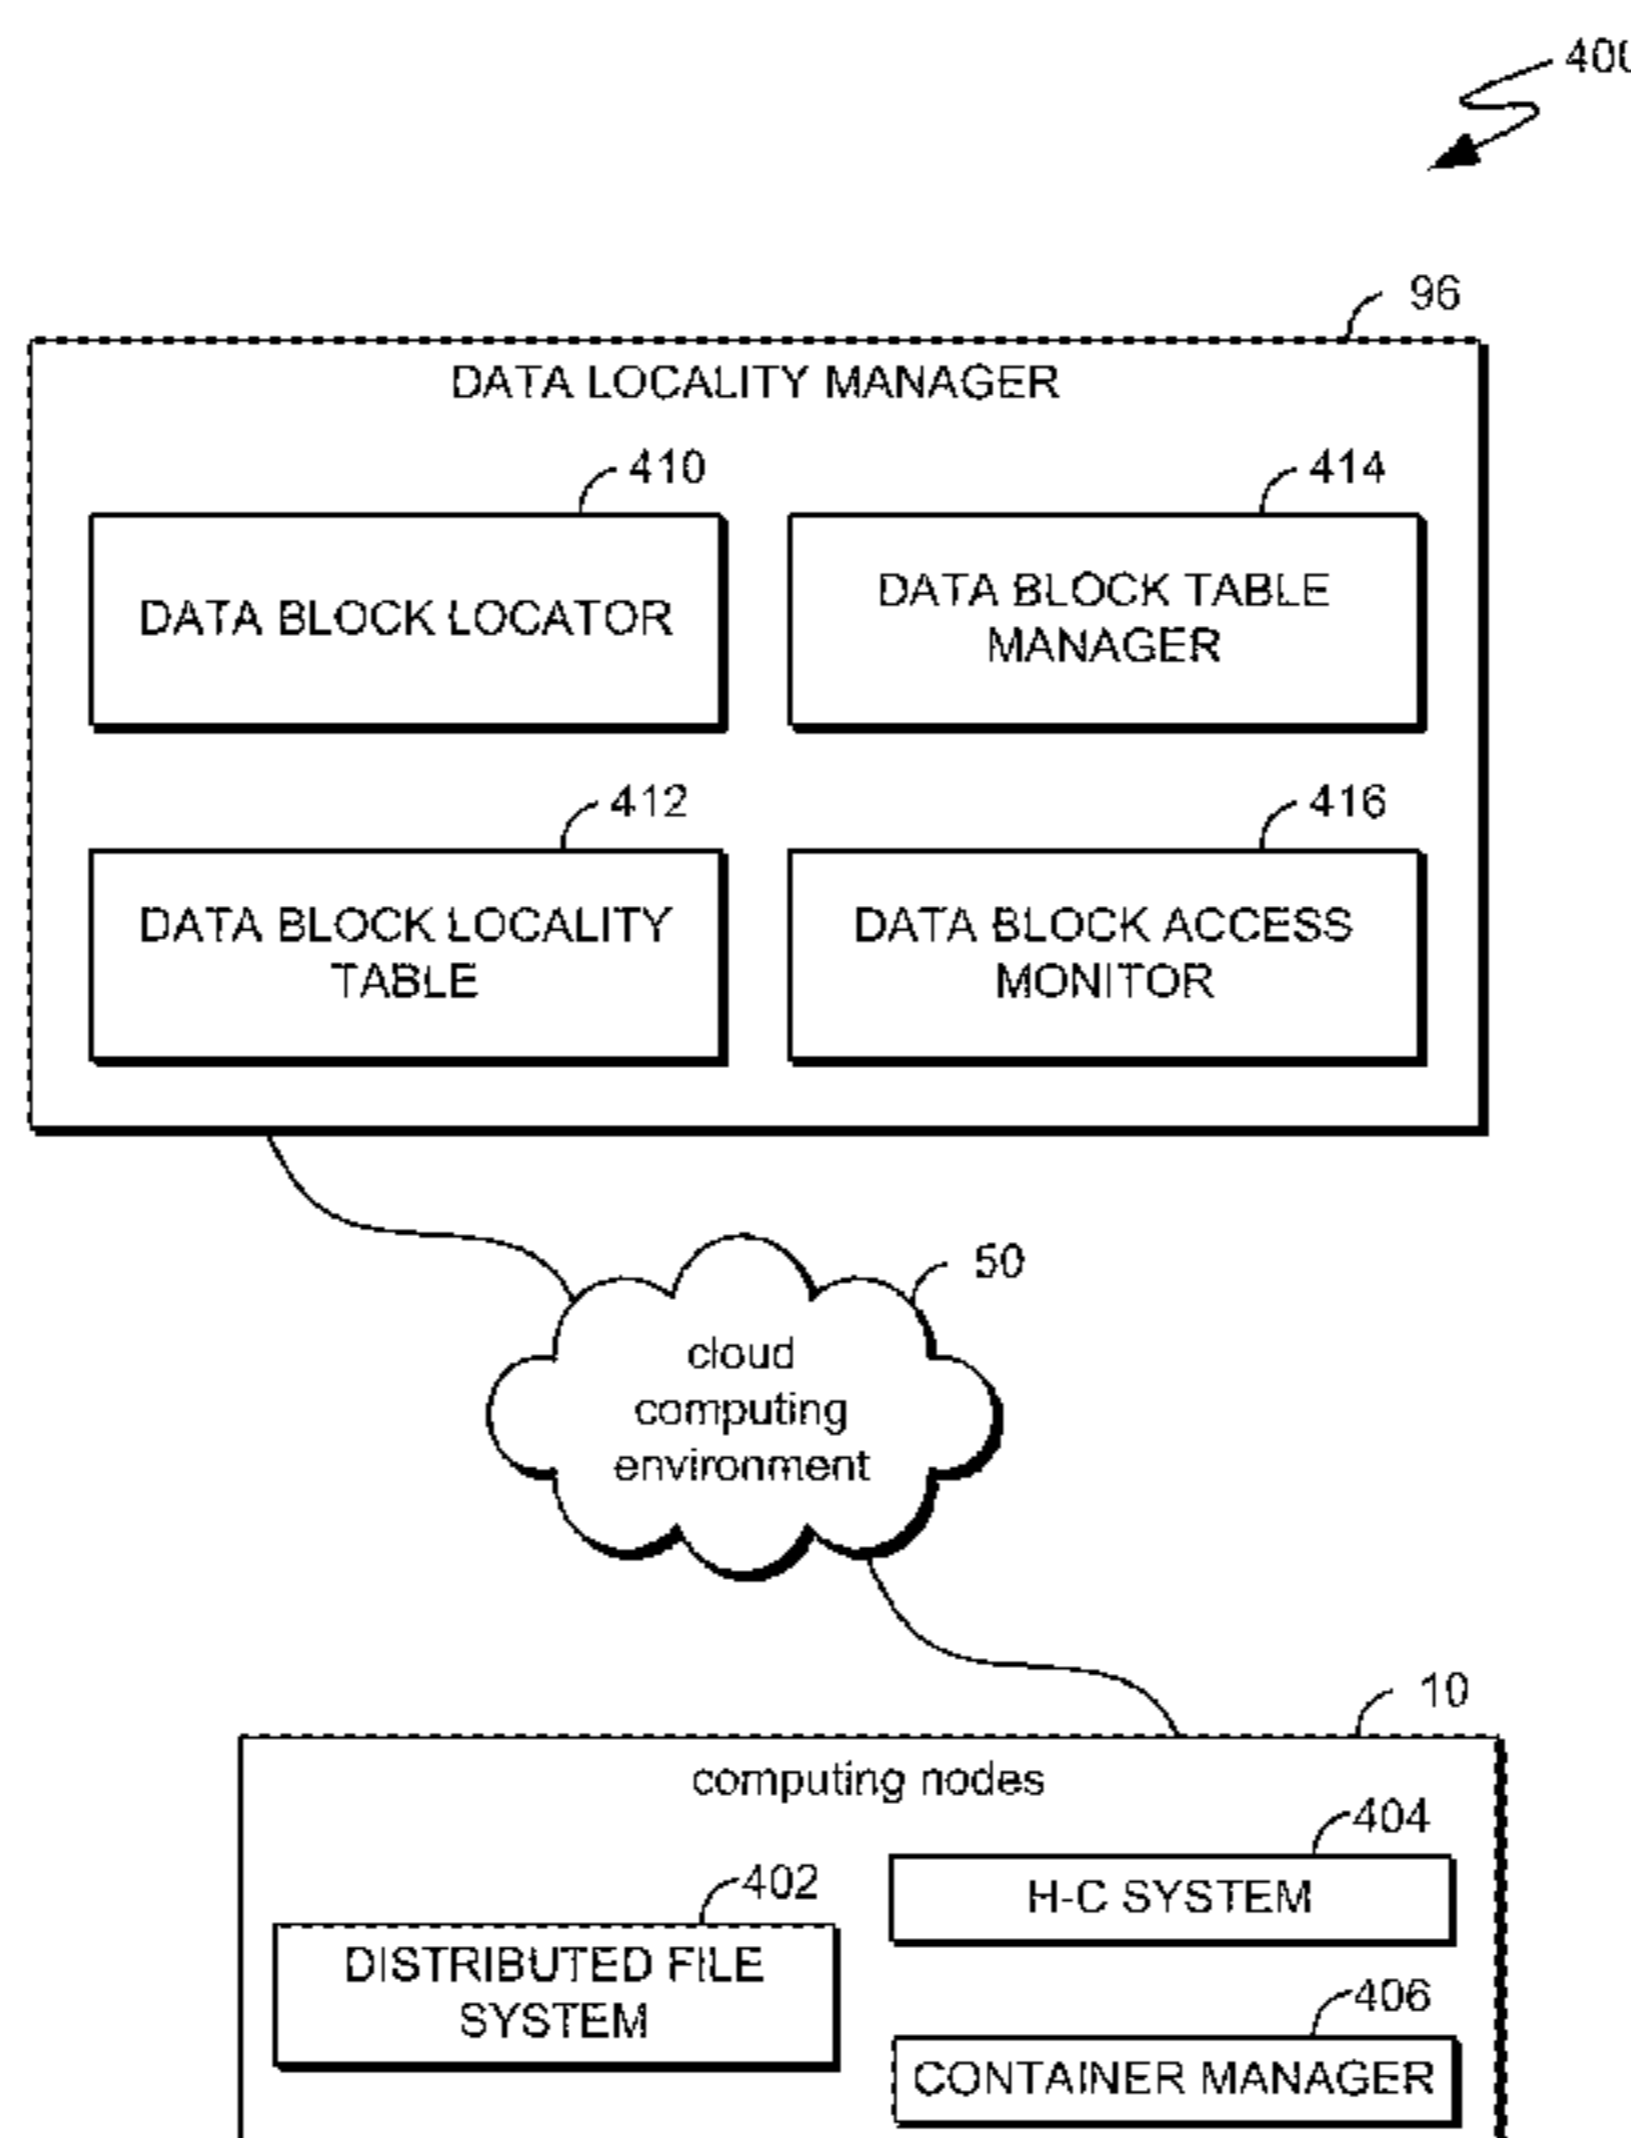 96
DATA LOCALITY MANAGER
410
414
DATA BLOCK LOCATOR
DATA BLOCK TABLE
MANAGER
412
416
DATA BLOCK LOCALITY
TABLE
DATA BLOCK ACCESS
MONITOR
50
cloud
computing
environment
10
computing nodes
404
H-C SYSTEM
402
DISTRIBUTED FILE
SYSTEM
406
CONTAINER MANAGER